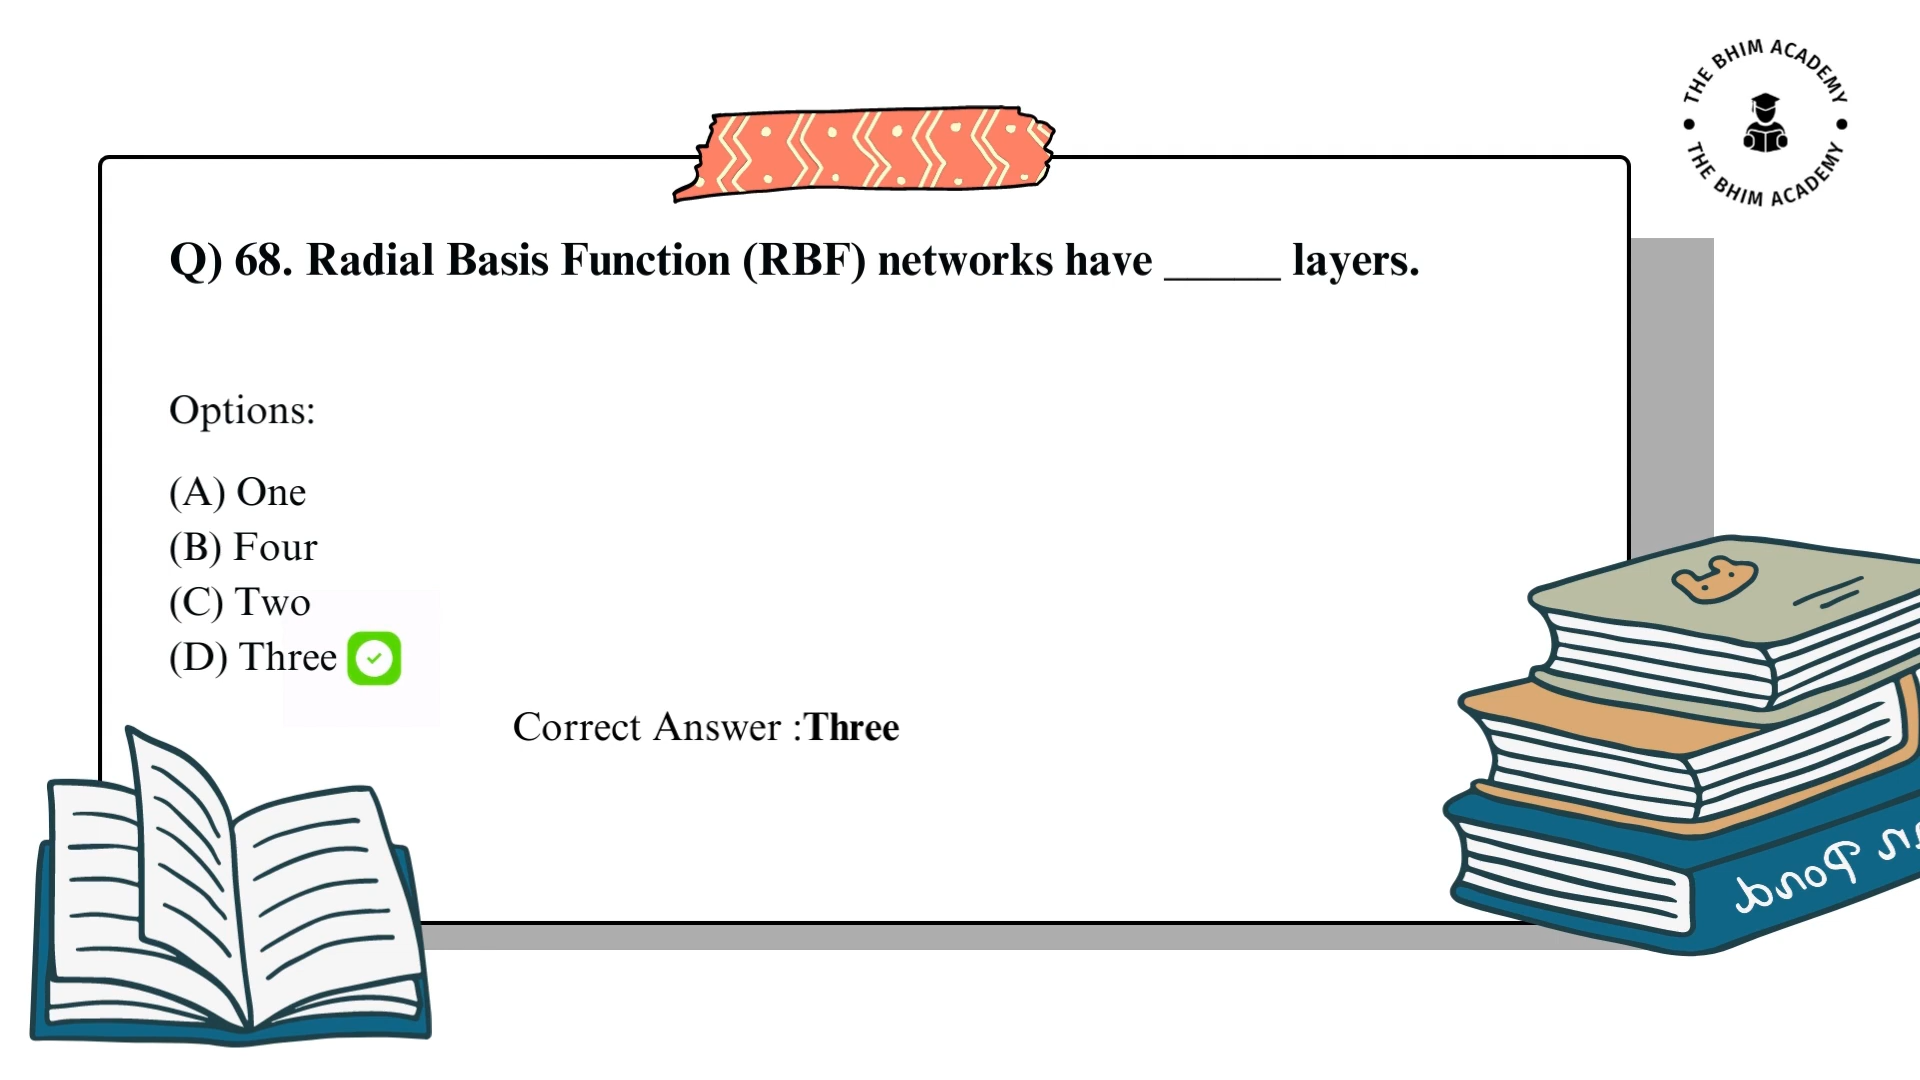 THE BHIM ACADEMY
THE BHIM ACADEMY
Q) 68. Radial Basis Function (RBF) networks have _____ layers.
Options:
(A) One
(B) Four
(C) Two
(D) Three
Correct Answer :Three